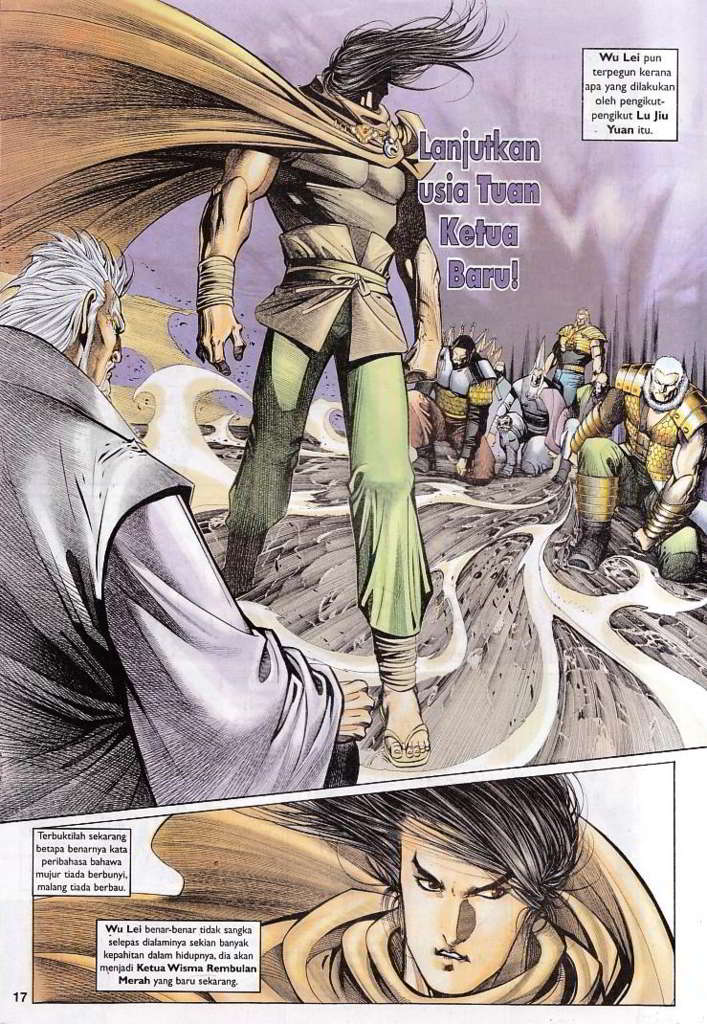 Wu Lei pun
terpegun kerana
apa yang dilakukan
oleh pengikut-
pengikut Lu Jiu
Yuan itu.
Lanjutkan
usia Tuan
Ketua
Baru!
Terbuktilah sekarang
betapa benarnya kata
peribahasa bahawa
mujur tiada berbunyi,
malang tiada berbau.
Wu Lei benar-benar tidak sangka
selepas dialaminya sekian banyak
kepahitan dalam hidupnya, dia akan
menjadi Ketua Wisma Rembulan
Merah yang baru sekarang.
17